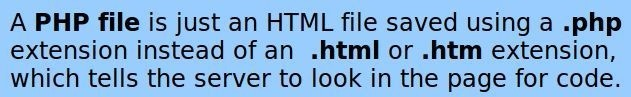 A PHP file is just an HTML file saved using a .php
extension instead of an  .html or .htm extension,
which tells the server to look in the page for code.